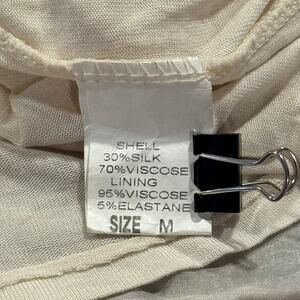 SHELL
30%SILK
70%VISCOSE
LINING
95%VISCOSE
5%ELASTANE
SIZE M